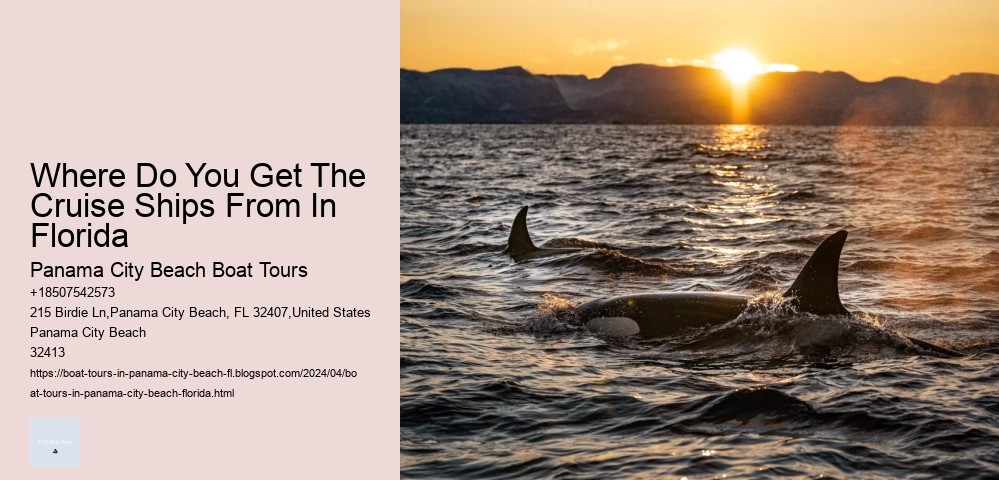 Where Do You Get The
Cruise Ships From In
Florida
Panama City Beach Boat Tours
+18507542573
215 Birdie Ln,Panama City Beach, FL 32407,United States
Panama City Beach
32413
https://boat-tours-in-panama-city-beach-fl.blogspot.com/2024/04/bo
at-tours-in-panama-city-beach-florida.html